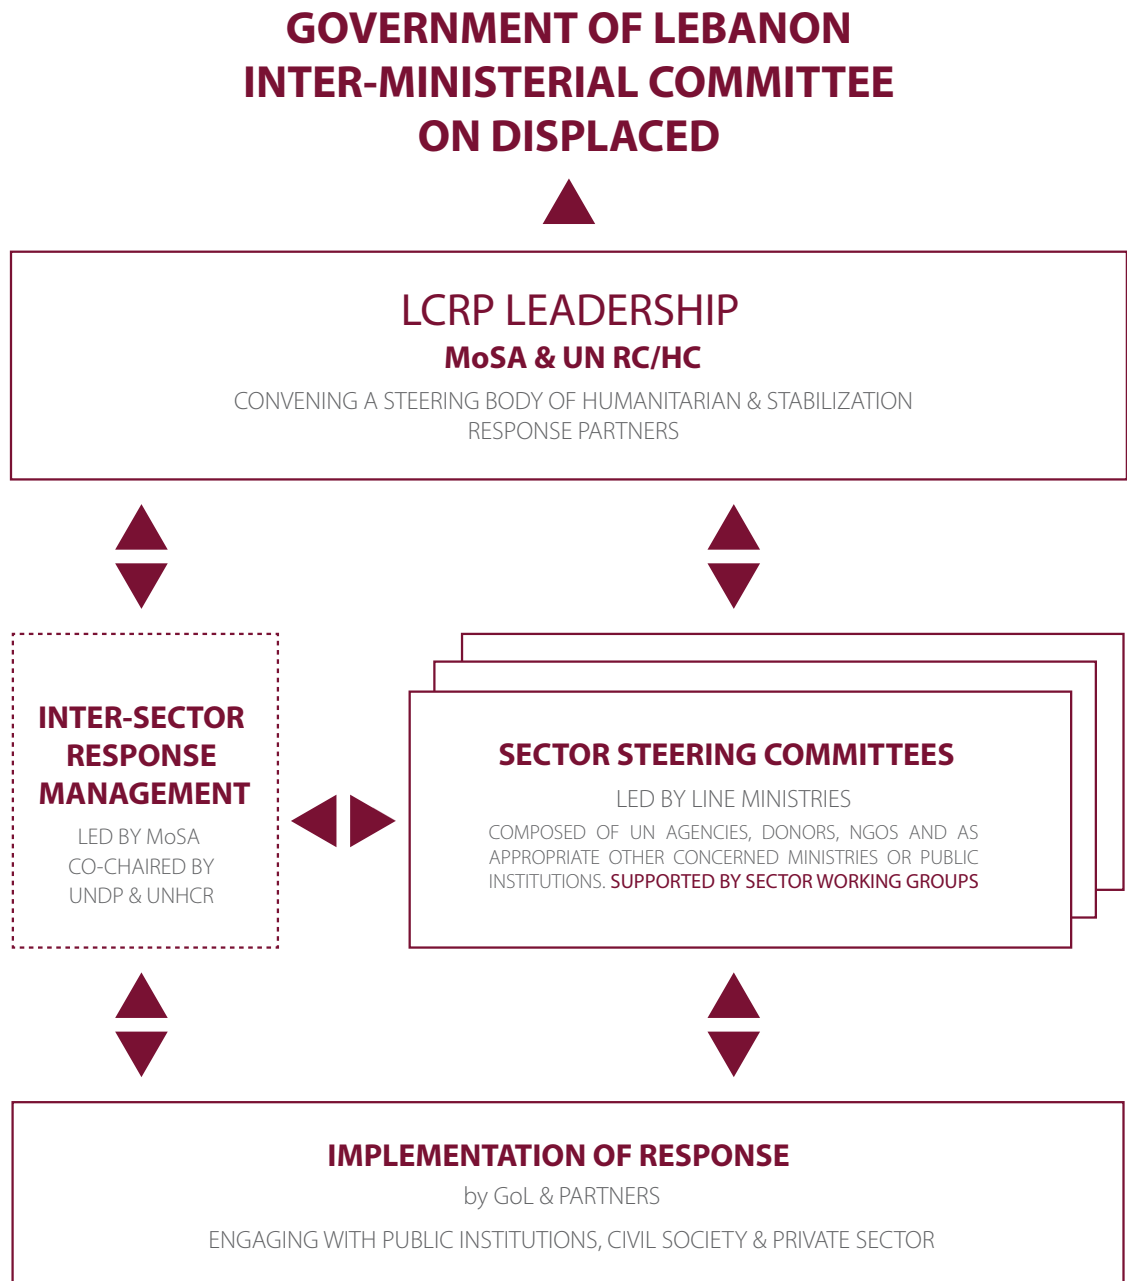 GOVERNMENT OF LEBANON
INTER-MINISTERIAL COMMITTEE
ON DISPLACED
LCRP LEADERSHIP
MoSA & UN RC/HC
CONVENING A STEERING BODY OF HUMANITARIAN & STABILIZATION
RESPONSE PARTNERS
INTER-SECTOR
RESPONSE
MANAGEMENT
LED BY MoSA
CO-CHAIRED BY
UNDP & UNHCR
SECTOR STEERING COMMITTEES
LED BY LINE MINISTRIES
COMPOSED OF UN AGENCIES, DONORS, NGOS AND AS
APPROPRIATE OTHER CONCERNED MINISTRIES OR PUBLIC
INSTITUTIONS. SUPPORTED BY SECTOR WORKING GROUPS
IMPLEMENTATION OF RESPONSE
by GoL & PARTNERS
ENGAGING WITH PUBLIC INSTITUTIONS, CIVIL SOCIETY & PRIVATE SECTOR